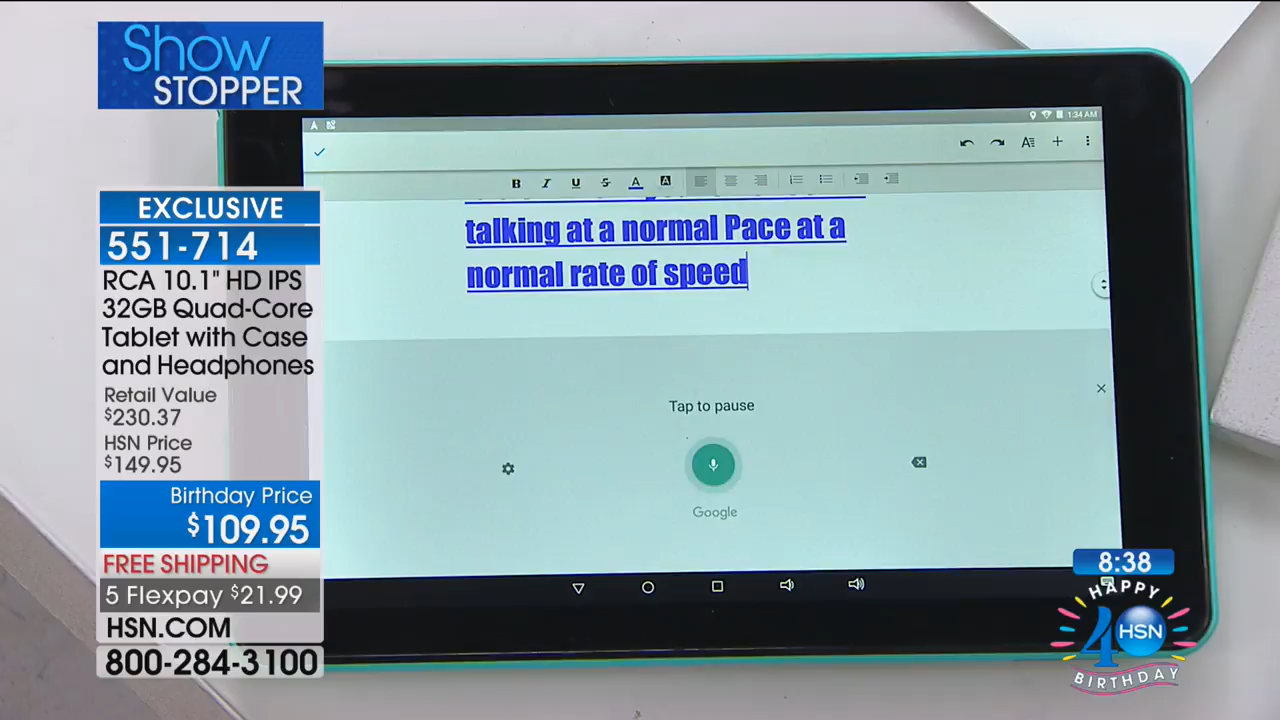 Show
STOPPER
EXCLUSIVE
551-714
RCA 10.1" HD IPS
32GB Quad-Core
Tablet with Case
and Headphones
Retail Value
$230.37
HSN Price
$149.95
Birthday Price
$109.95
FREE SHIPPING
5 Flexpay $21.99
HSN.COM
800-284-3100
1:34 AM
B I U S A A
talking at a normal Pace at a
normal rate of speed
Tap to pause
Google
8:38
HAPPY
40 HSN
BIRTHDAY